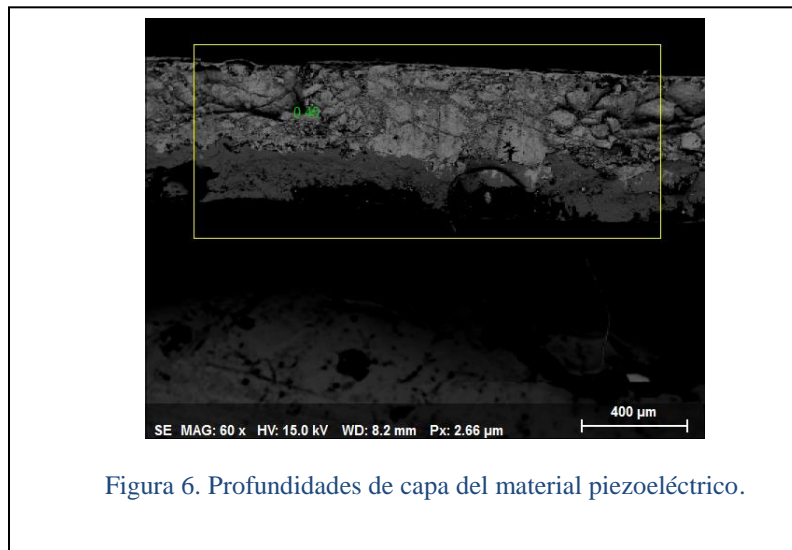 400 µm
SE MAG: 60 x HV: 15.0 kV WD: 8.2 mm Px: 2.66 µm
Figura 6. Profundidades de capa del material piezoeléctrico.